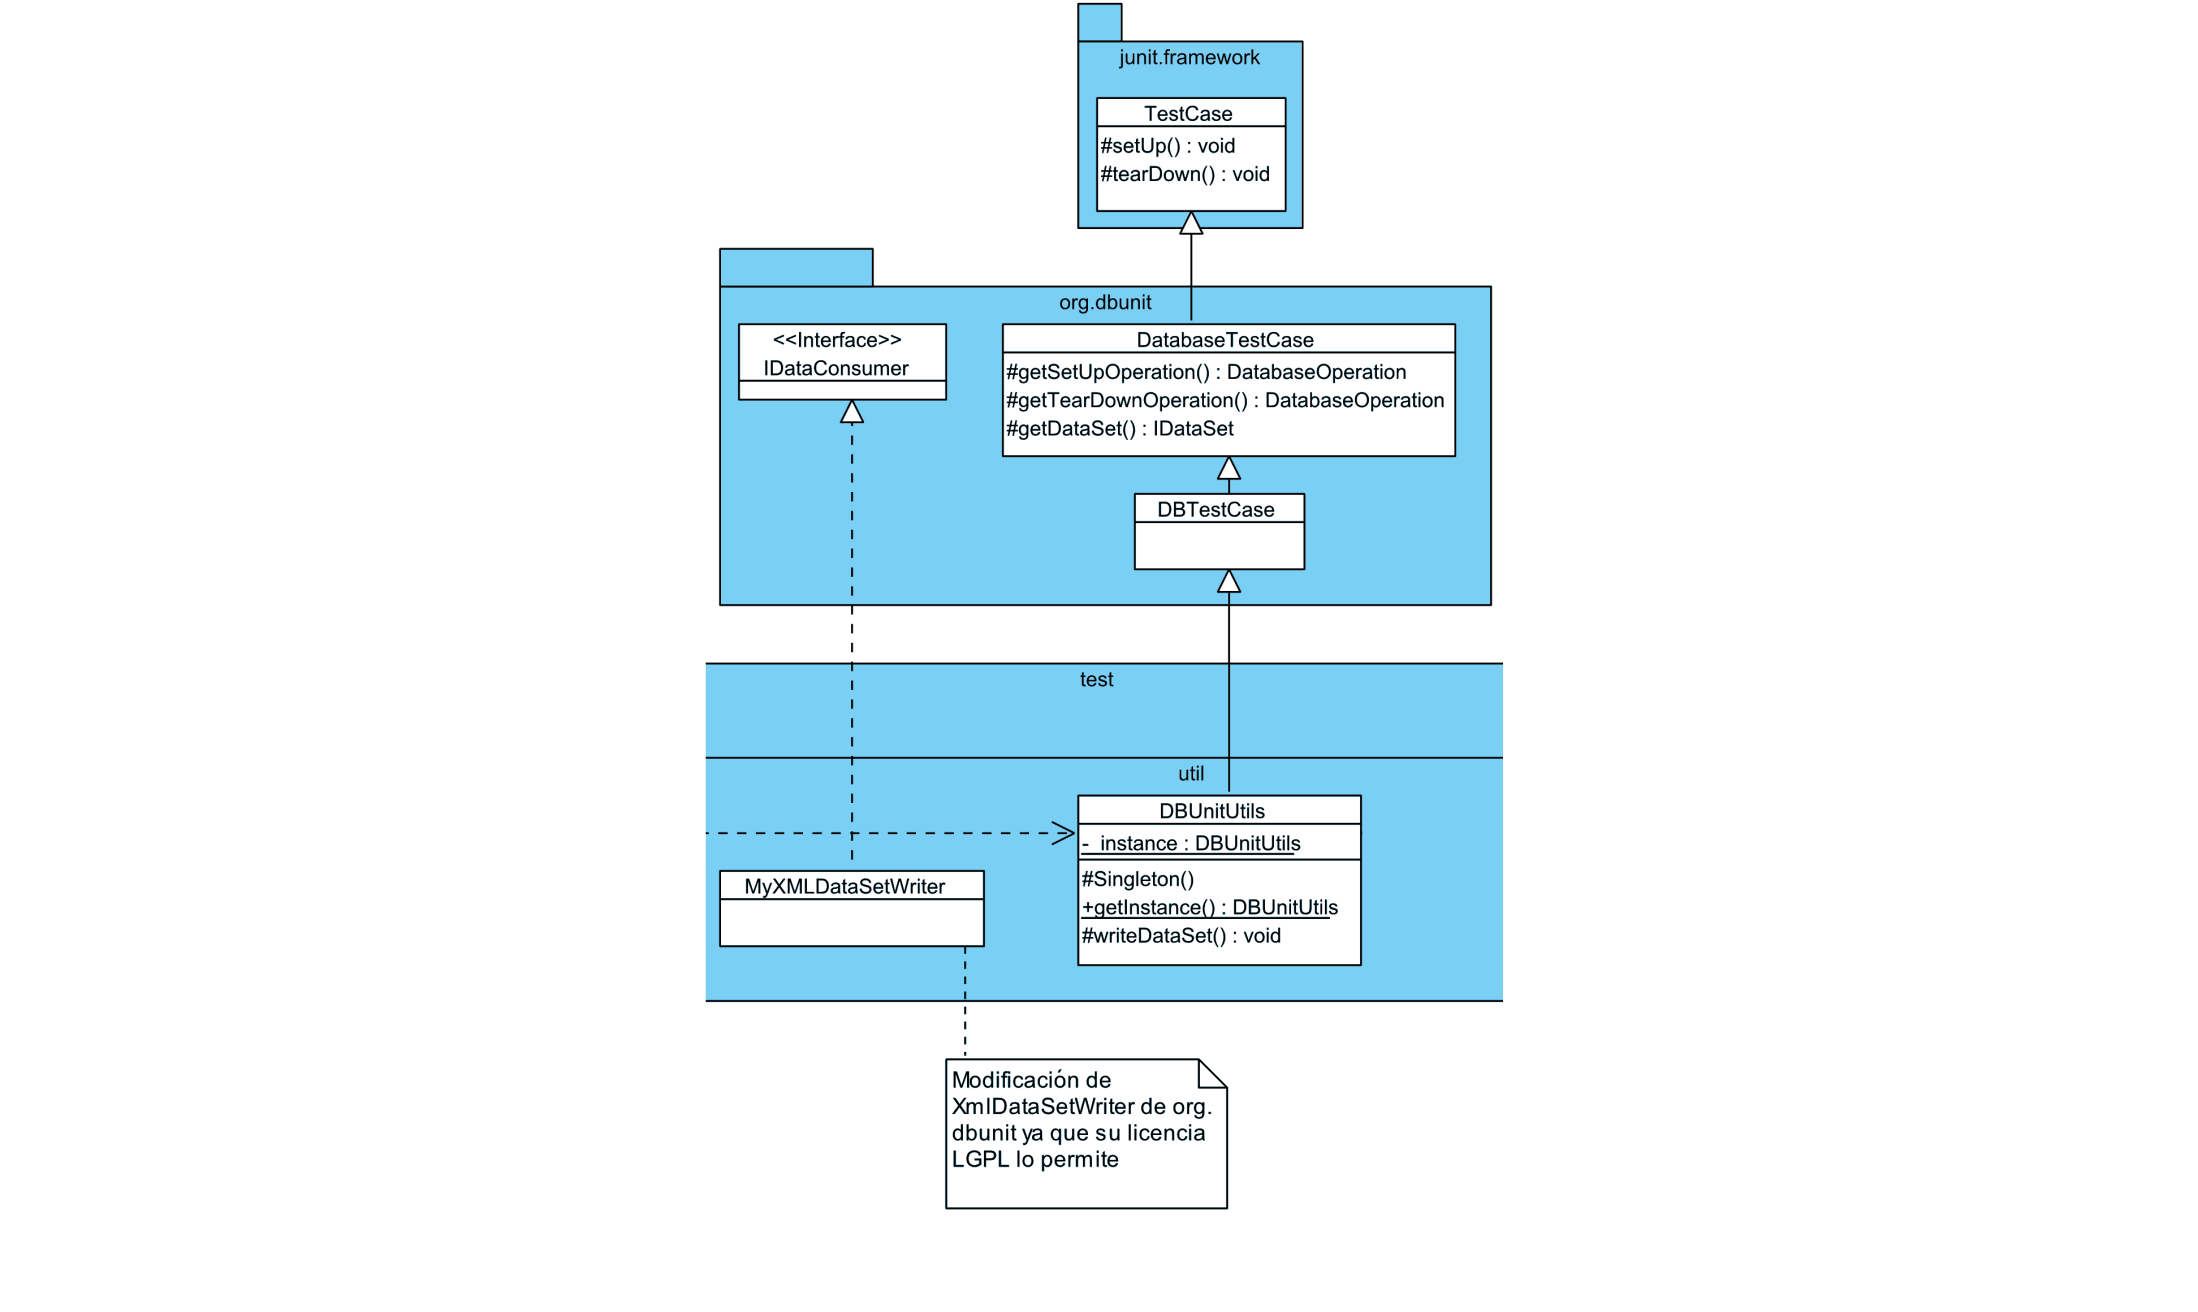 junit.framework
TestCase
#setUp() : void
#tearDown() : void
org.dbunit
<<Interface>>
IDataConsumer
DatabaseTestCase
#getSetUpOperation() : DatabaseOperation
#getTearDownOperation() : DatabaseOperation
#getDataSet() : IDataSet
DBTestCase
test
util
DBUnitUtils
- instance : DBUnitUtils
#Singleton()
+getInstance() : DBUnitUtils
#writeDataSet() : void
MyXMLDataSetWriter
Modificación de
XmlDataSetWriter de org.
dbunit ya que su licencia
LGPL lo permite